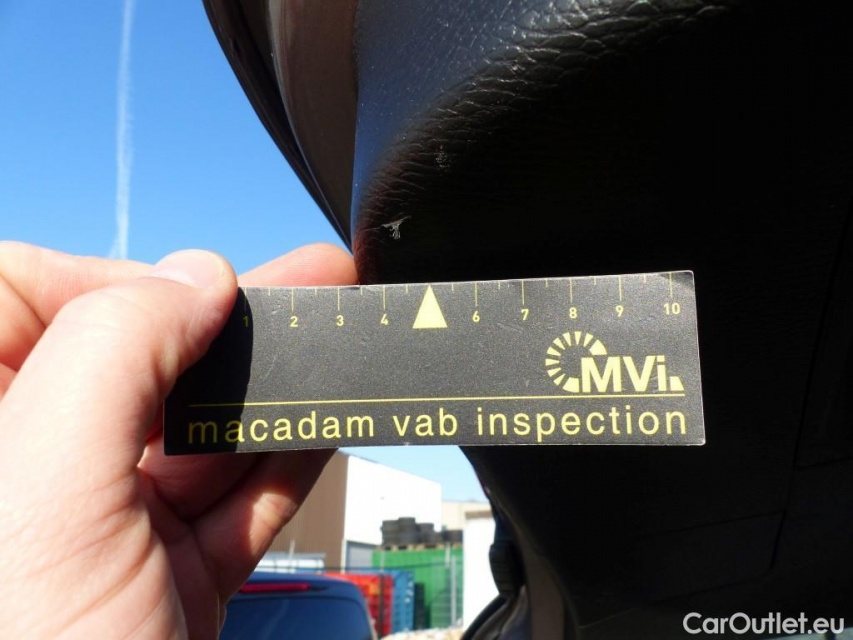 1 2 3 4 6 7 8 9 10
MVi
macadam vab inspection
CarOutlet.eu